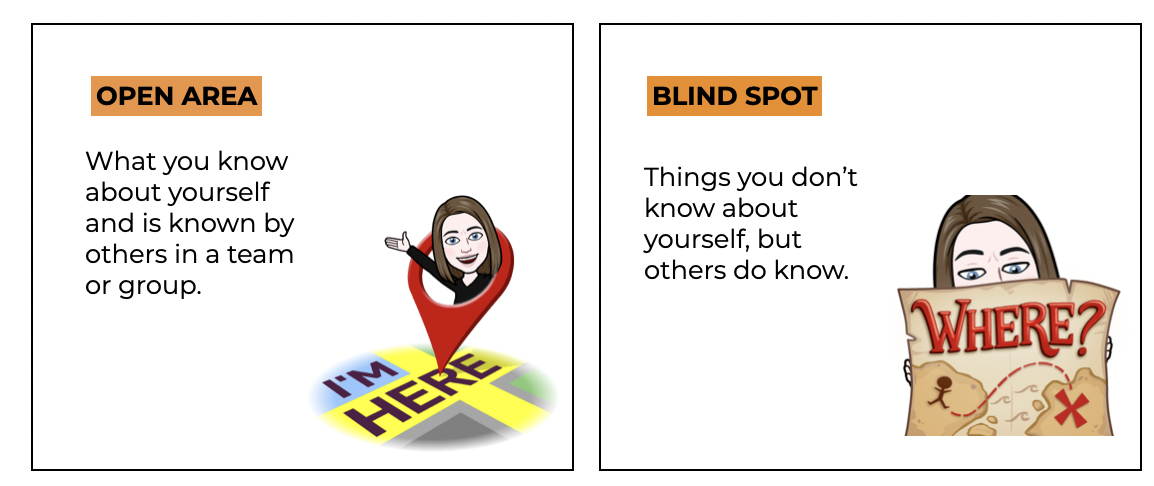 OPEN AREA
What you know
about yourself
and is known by
others in a team
or group.
I'M
HERE
BLIND SPOT
Things you don’t
know about
yourself, but
others do know.
WHERE?